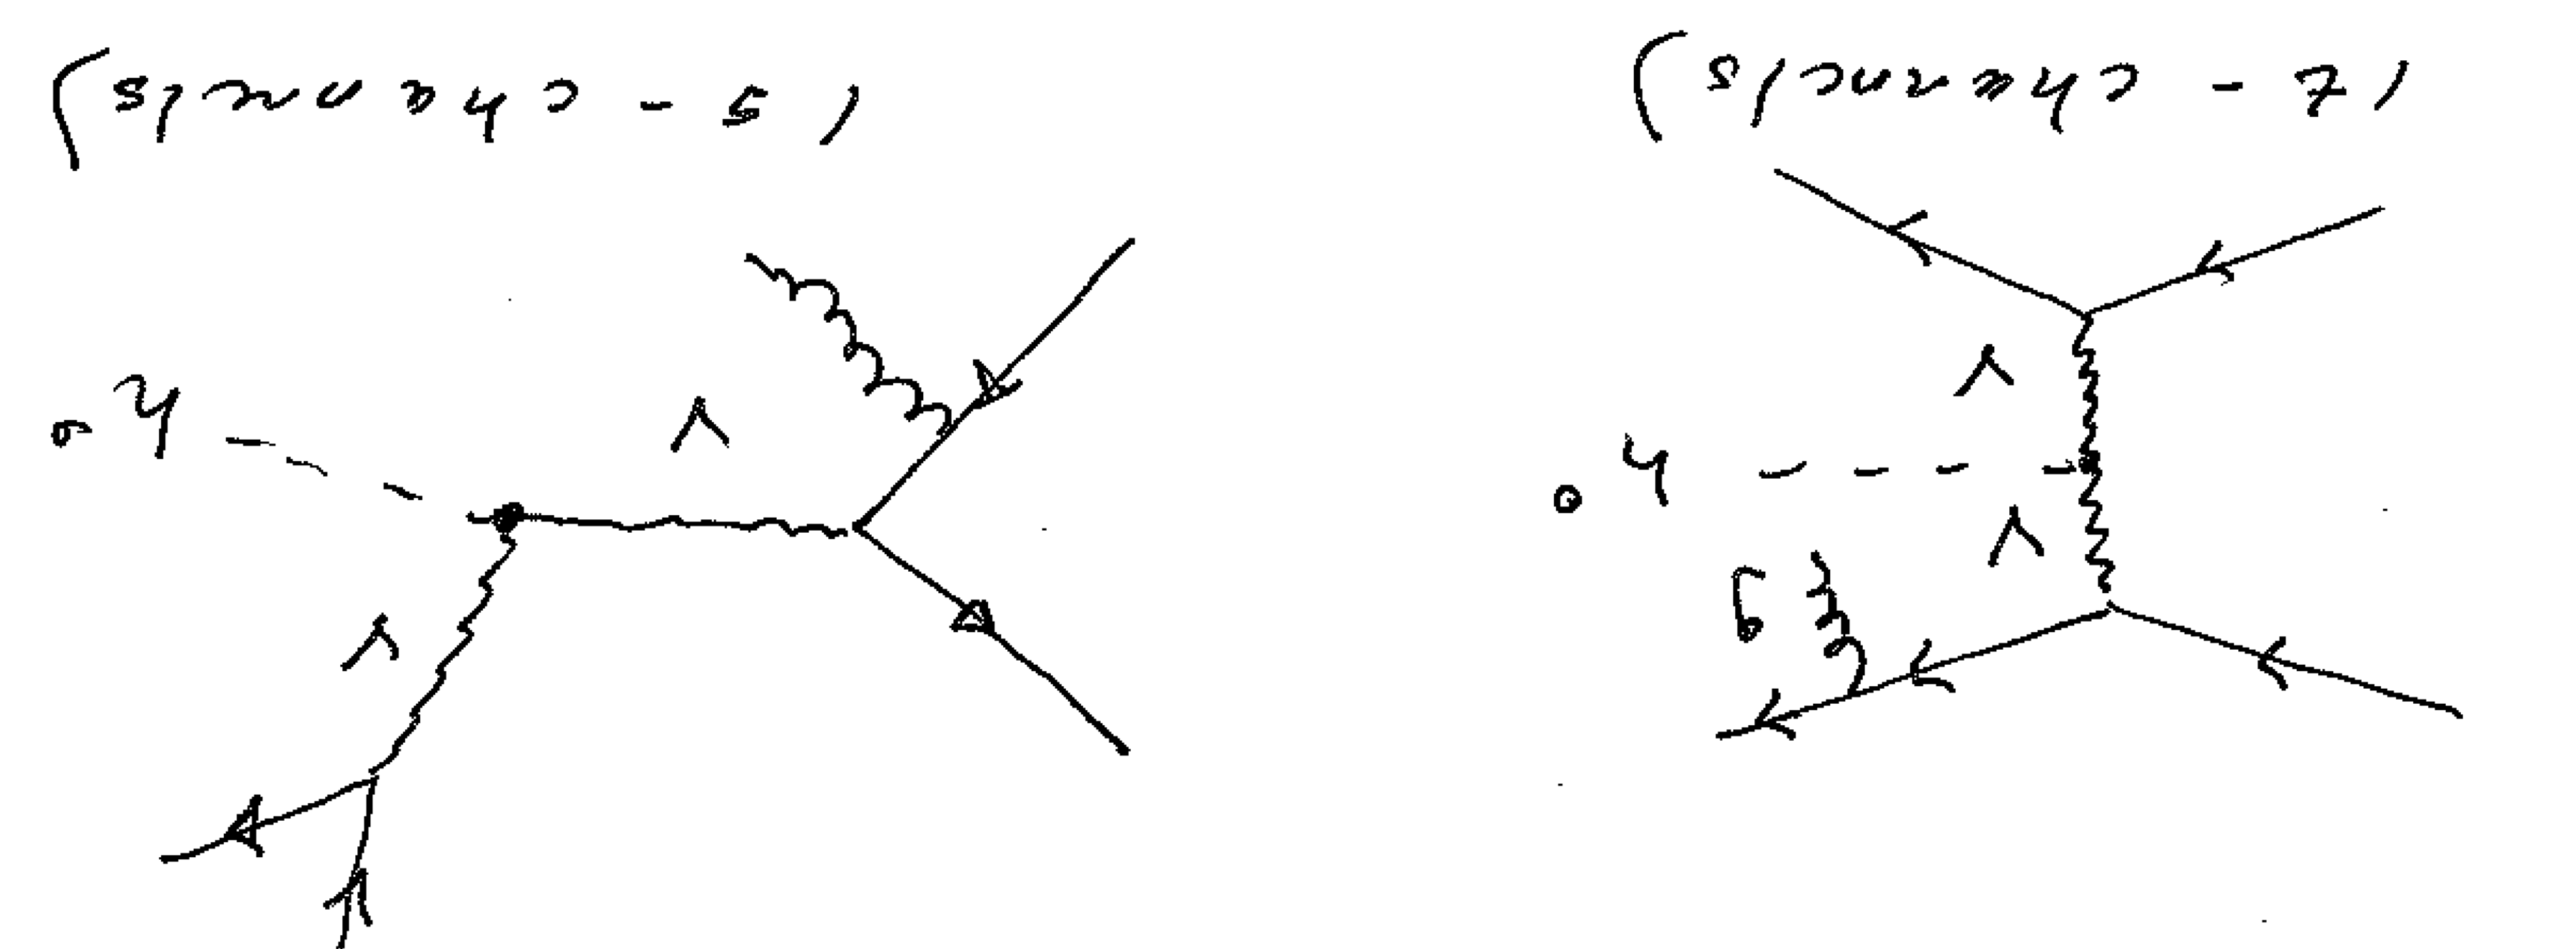 g
V
V
h°
V
V
h°
(t - channels)
(s - channels)